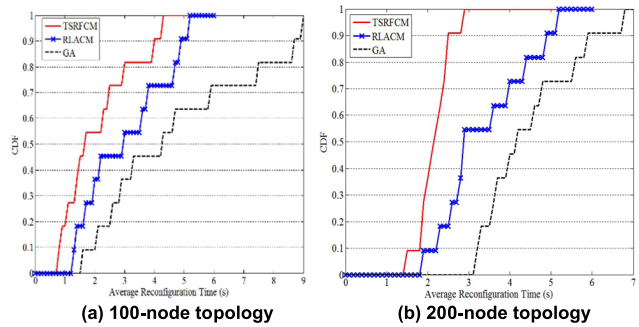 TSRFCM
RLACM
GA
CDF
1
0.9
0.8
0.7
0.6
0.5
0.4
0.3
0.2
0.1
0
0 1 2 3 4 5 6 7 8 9
Average Reconfiguration Time (s)
(a) 100-node topology
TSRFCM
RLACM
GA
CDF
1
0.9
0.8
0.7
0.6
0.5
0.4
0.3
0.2
0.1
0
0 1 2 3 4 5 6 7
Average Reconfiguration Time (s)
(b) 200-node topology